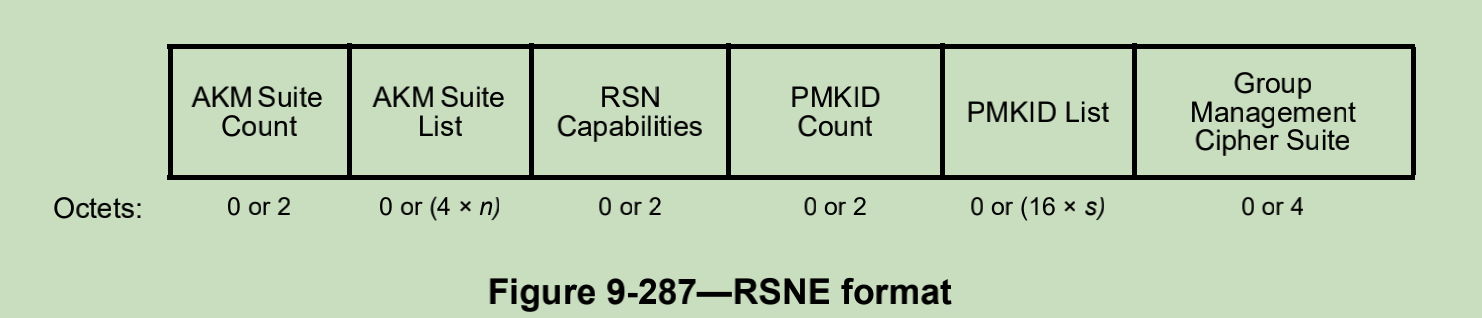 AKM Suite
Count
AKM Suite
List
RSN
Capabilities
PMKID
Count
PMKID List
Group
Management
Cipher Suite
Octets: 0 or 2 0 or (4 × n) 0 or 2 0 or 2 0 or (16 × s) 0 or 4
Figure 9-287—RSNE format